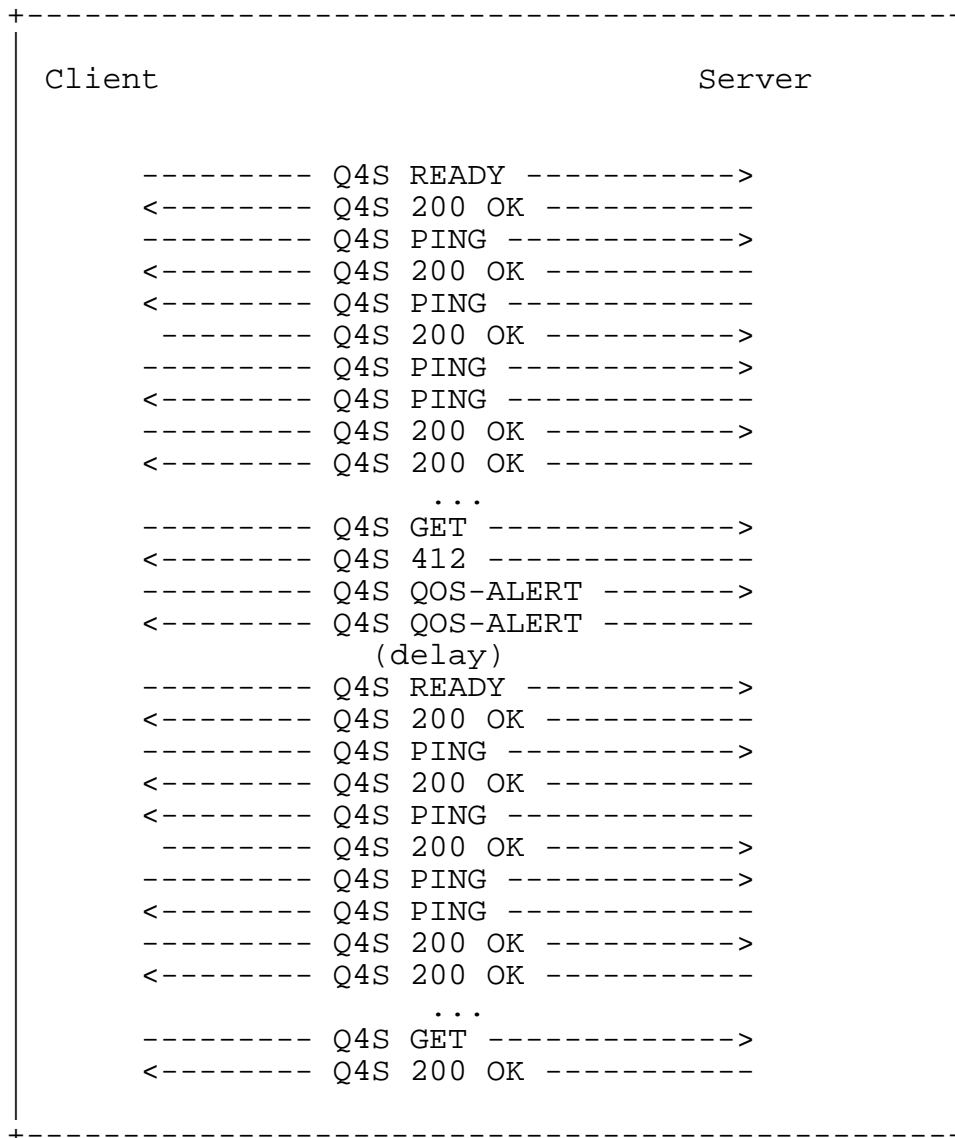 +------------------------------------------------
|
| Client                            Server
|
|
|      --------- Q4S READY ----------->
|      <-------- Q4S 200 OK -----------
|      --------- Q4S PING ------------>
|      <-------- Q4S 200 OK -----------
|      <-------- Q4S PING -------------
|       -------- Q4S 200 OK ---------->
|      --------- Q4S PING ------------>
|      <-------- Q4S PING -------------
|      --------- Q4S 200 OK ---------->
|      <-------- Q4S 200 OK -----------
|                     ...
|      --------- Q4S GET ------------->
|      <-------- Q4S 412 --------------
|      --------- Q4S QOS-ALERT ------->
|      <-------- Q4S QOS-ALERT --------
|                  (delay)
|      --------- Q4S READY ----------->
|      <-------- Q4S 200 OK -----------
|      --------- Q4S PING ------------>
|      <-------- Q4S 200 OK -----------
|      <-------- Q4S PING -------------
|       -------- Q4S 200 OK ---------->
|      --------- Q4S PING ------------>
|      <-------- Q4S PING -------------
|      --------- Q4S 200 OK ---------->
|      <-------- Q4S 200 OK -----------
|                     ...
|      --------- Q4S GET ------------->
|      <-------- Q4S 200 OK -----------
|
+------------------------------------------------